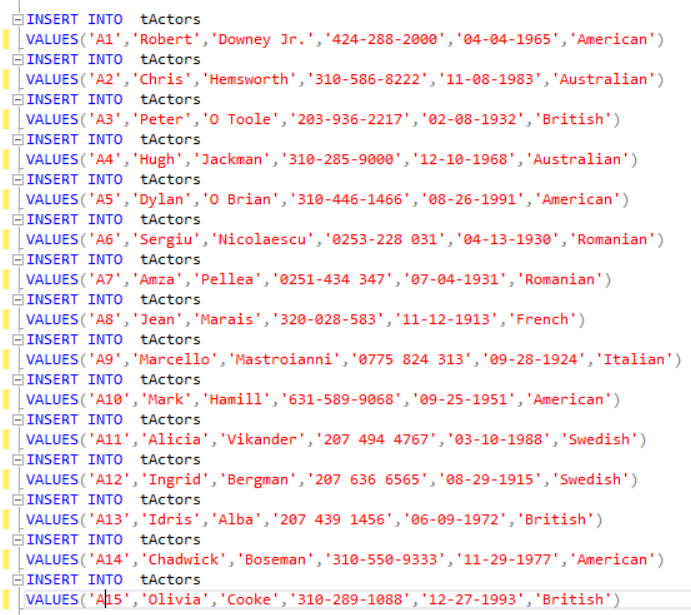 INSERT INTO  tActors
VALUES('A1','Robert','Downey Jr.','424-288-2000','04-04-1965','American')
INSERT INTO  tActors
VALUES('A2','Chris','Hemsworth','310-586-8222','11-08-1983','Australian')
INSERT INTO  tActors
VALUES('A3','Peter','O Toole','203-936-2217','02-08-1932','British')
INSERT INTO  tActors
VALUES('A4','Hugh','Jackman','310-285-9000','12-10-1968','Australian')
INSERT INTO  tActors
VALUES('A5','Dylan','O Brian','310-446-1466','08-26-1991','American')
INSERT INTO  tActors
VALUES('A6','Sergiu','Nicolaescu','0253-228 031','04-13-1930','Romanian')
INSERT INTO  tActors
VALUES('A7','Amza','Pellea','0251-434 347','07-04-1931','Romanian')
INSERT INTO  tActors
VALUES('A8','Jean','Marais','320-028-583','11-12-1913','French')
INSERT INTO  tActors
VALUES('A9','Marcello','Mastroianni','0775 824 313','09-28-1924','Italian')
INSERT INTO  tActors
VALUES('A10','Mark','Hamill','631-589-9068','09-25-1951','American')
INSERT INTO  tActors
VALUES('A11','Alicia','Vikander','207 494 4767','03-10-1988','Swedish')
INSERT INTO  tActors
VALUES('A12','Ingrid','Bergman','207 636 6565','08-29-1915','Swedish')
INSERT INTO  tActors
VALUES('A13','Idris','Alba','207 439 1456','06-09-1972','British')
INSERT INTO  tActors
VALUES('A14','Chadwick','Boseman','310-550-9333','11-29-1977','American')
INSERT INTO  tActors
VALUES('A15','Olivia','Cooke','310-289-1088','12-27-1993','British')